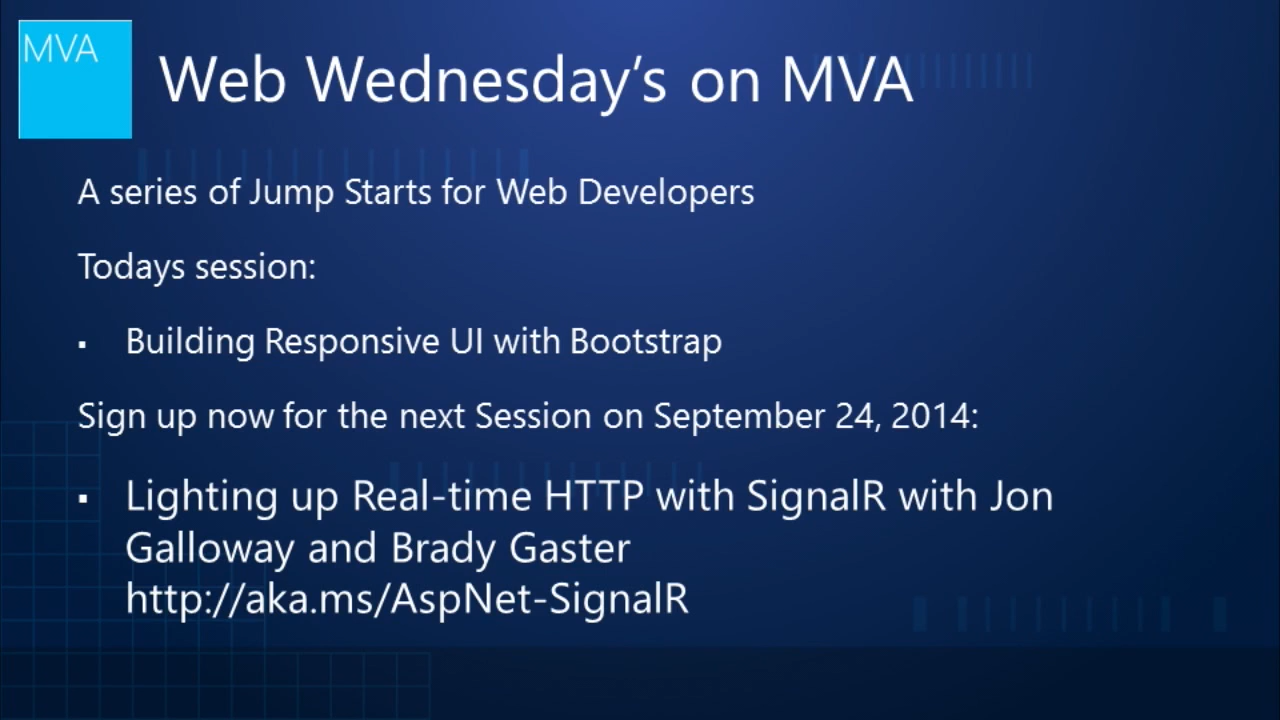 MVA
Web Wednesday’s on MVA
A series of Jump Starts for Web Developers
Todays session:
▪ Building Responsive UI with Bootstrap
Sign up now for the next Session on September 24, 2014:
▪ Lighting up Real-time HTTP with SignalR with Jon
Galloway and Brady Gaster
http://aka.ms/AspNet-SignalR